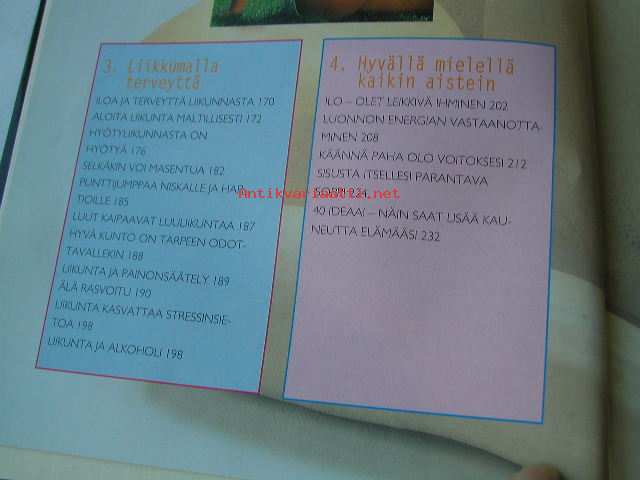 3. Liikkumalla
terveyttä
ILOA JA TERVEYTTÄ LIIKUNNASTA 170
ALOITA LIIKUNTA MALTILLISESTI 172
HYÖTYLIIKUNNASTA ON
HYÖTYÄ 176
SELKÄKIN VOI MASENTUA 182
PUNTTIJUMPPAA NISKALLE JA HAR-
TIOILLE 185
LUUT KAIPAAVAT LUULIIKUNTAA 187
HYVÄ KUNTO ON TARPEEN ODOT-
TAVALLEKIN 188
LIIKUNTA JA PAINONSÄÄTELY 189
ÄLÄ RASVOITU 190
LIIKUNTA KASVATTAA STRESSINSIE-
TOA 198
LIIKUNTA JA ALKOHOLI 198
4. Hyvällä mielellä
kaikin aistein
ILO – OLET LEIKKIVÄ IHMINEN 202
LUONNON ENERGIAN VASTAANOTTA-
MINEN 208
KÄÄNNÄ PAHA OLO VOITOKSESI 212
SISUSTA ITSELLESI PARANTAVA
SOPPI 224
40 IDEAA – NÄIN SAAT LISÄÄ KAU-
NEUTTA ELÄMÄÄSI 232
Antikvariaatti.net